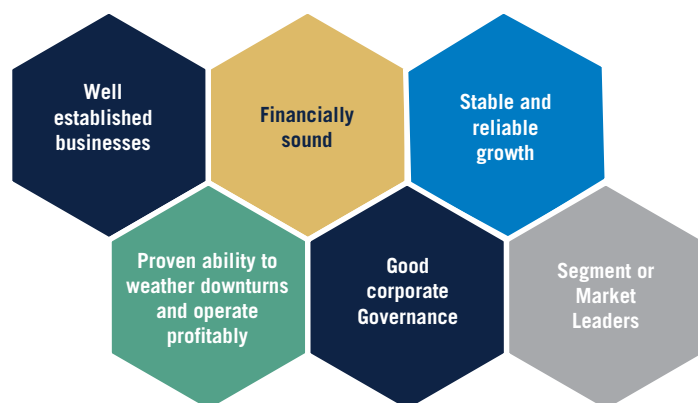 Well
established
businesses
Financially
sound
Stable and
reliable
growth
Proven ability to
weather downturns
and operate
profitably
Good
corporate
Governance
Segment or
Market
Leaders